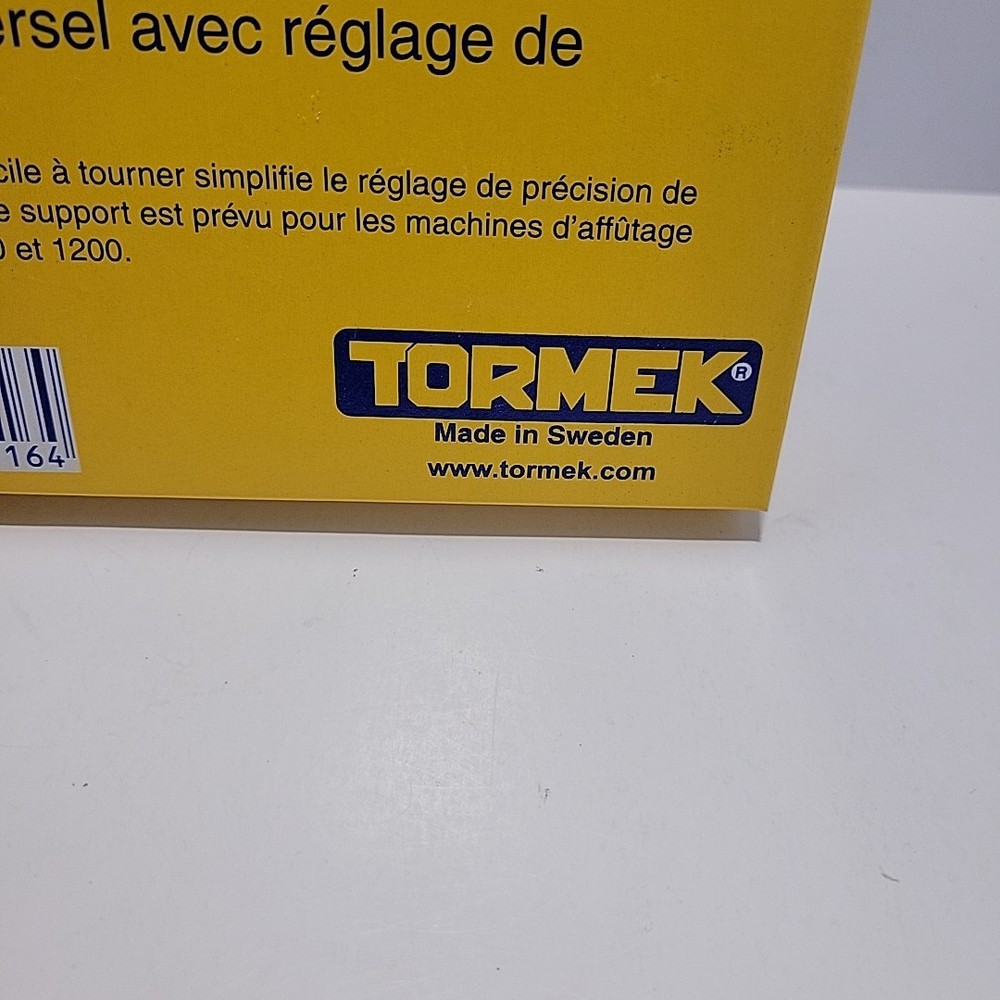 ersel avec réglage de
cile à tourner simplifie le réglage de précision de
e support est prévu pour les machines d'affûtage
0 et 1200.
TORMEK®
Made in Sweden
www.tormek.com
164